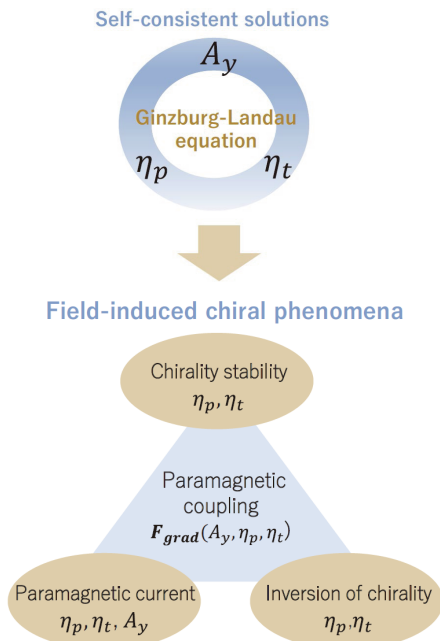 Self-consistent solutions
A_y
Ginzburg-Landau
equation
η_p
η_t
Field-induced chiral phenomena
Chirality stability
η_p, η_t
Paramagnetic
coupling
F_grad(A_y, η_p, η_t)
Paramagnetic current
η_p, η_t, A_y
Inversion of chirality
η_p, η_t